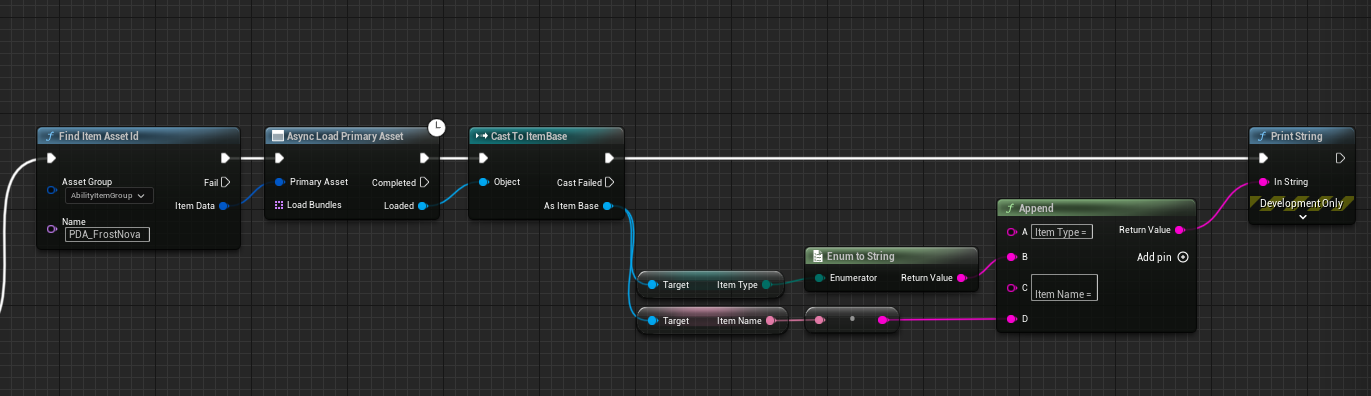 Find Item Asset Id
Asset Group
AbilityItemGroup
Fail
Item Data
Name
PDA_FrostNova
Async Load Primary Asset
Primary Asset
Completed
Load Bundles
Loaded
Cast To ItemBase
Object
Cast Failed
As Item Base
Target
Item Type
Target
Item Name
Enum to String
Enumerator
Return Value
Append
A
Item Type =
Return Value
B
Add pin
C
Item Name =
D
Print String
In String
Development Only